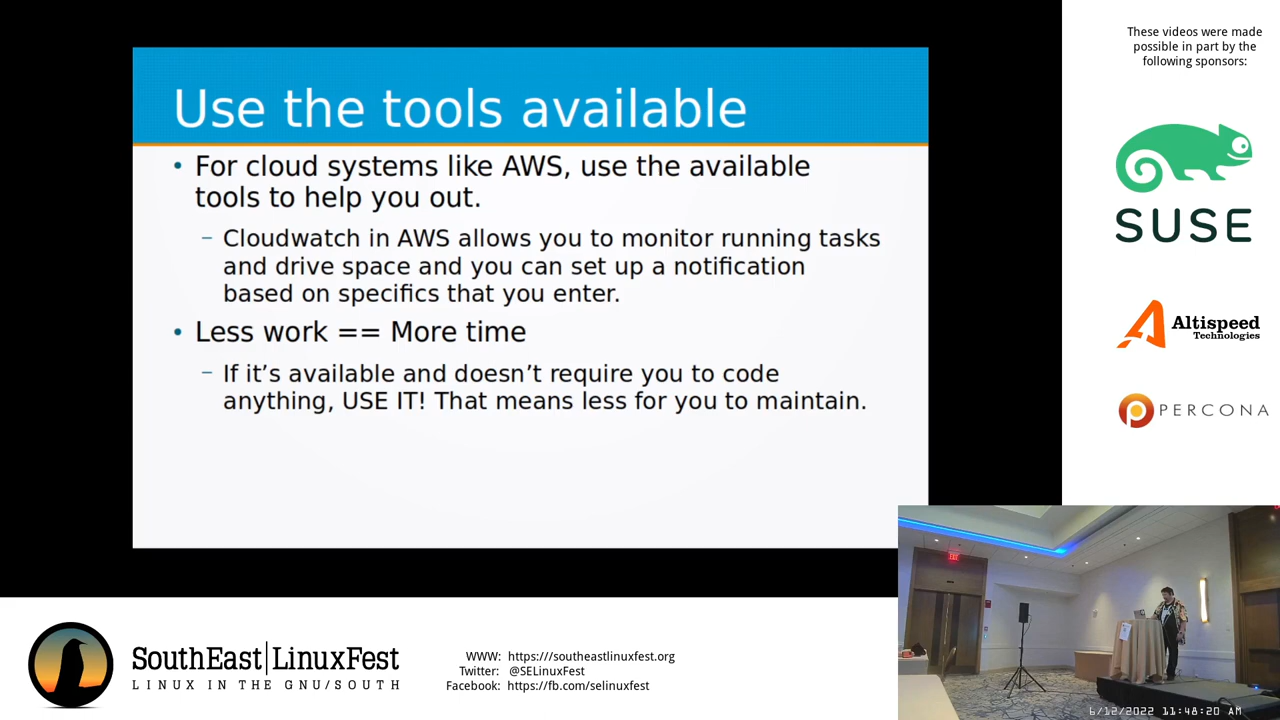 These videos were made
possible in part by the
following sponsors:
Use the tools available
• For cloud systems like AWS, use the available
tools to help you out.
– Cloudwatch in AWS allows you to monitor running tasks
and drive space and you can set up a notification
based on specifics that you enter.
• Less work == More time
– If it’s available and doesn’t require you to code
anything, USE IT! That means less for you to maintain.
SUSE
Altispeed
Technologies
PERCONA
SouthEast|LinuxFest
LINUX IN THE GNU/SOUTH
WWW: https://southeastlinuxfest.org
Twitter: @SELinuxFest
Facebook: https://fb.com/selinuxfest
6/12/2022 11:48:20 AM